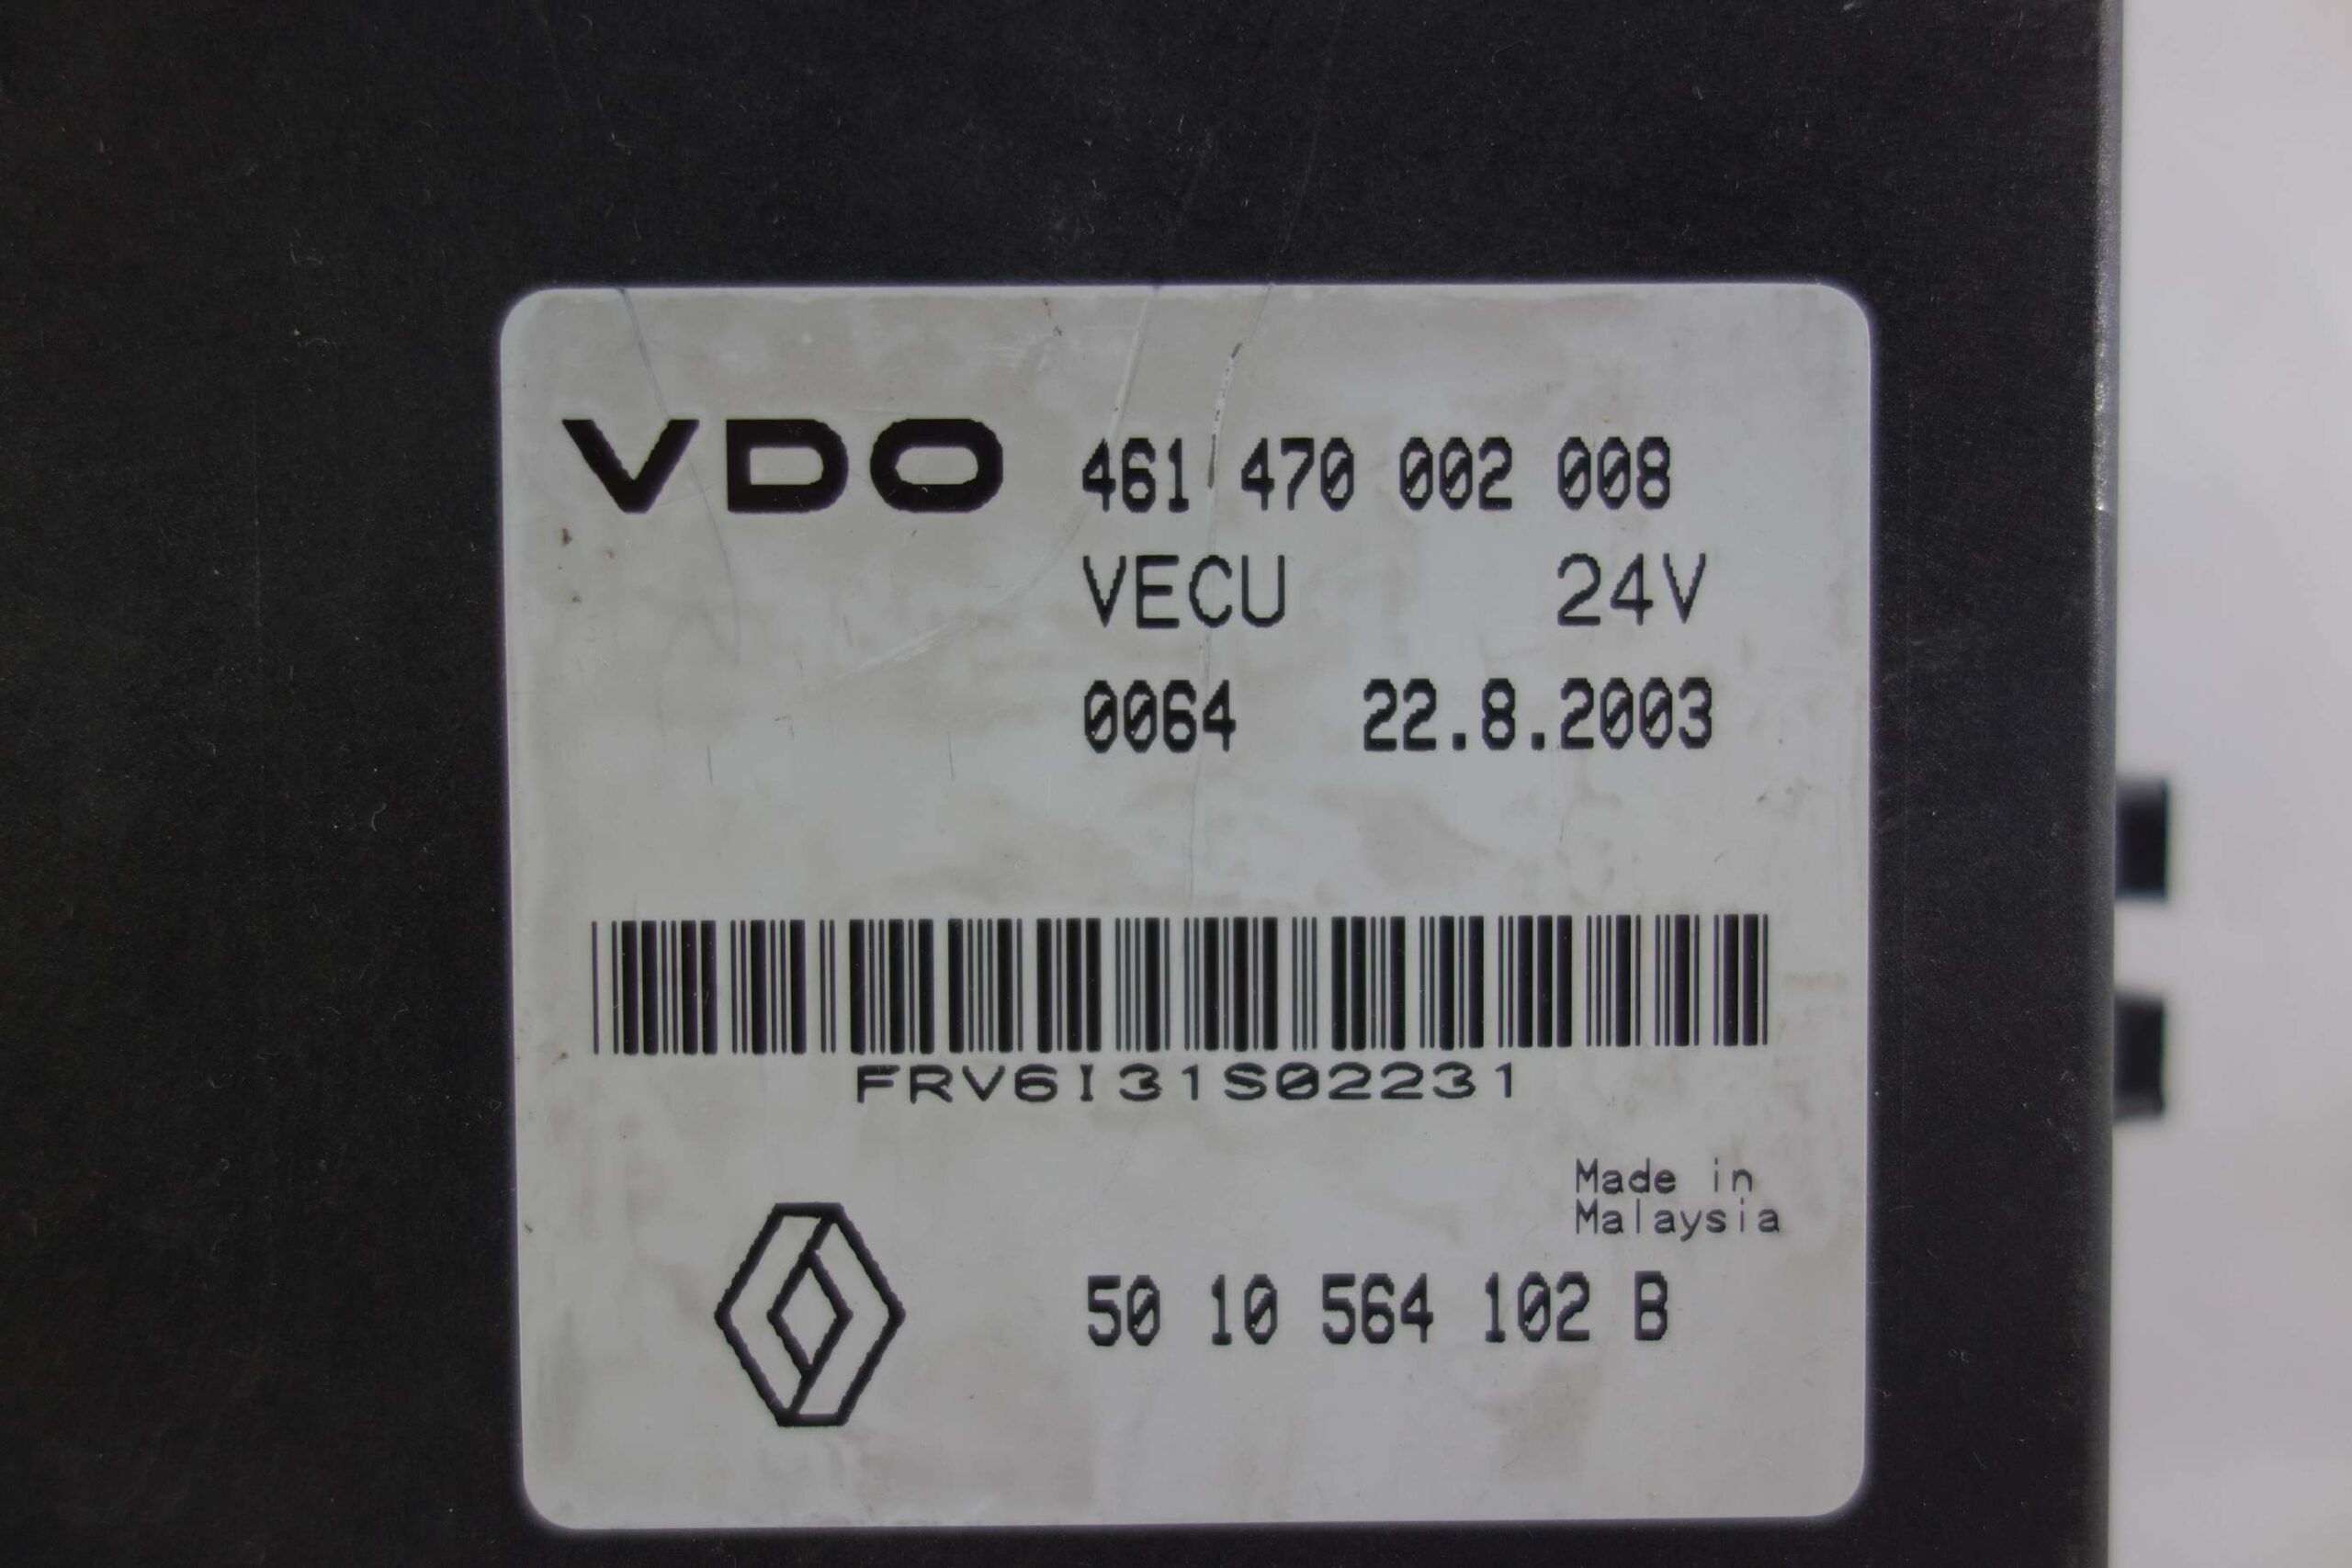 VDO 461 470 002 008
VECU 24V
0064 22.8.2003
FRV6I31S02231
Made in
Malaysia
50 10 564 102 B